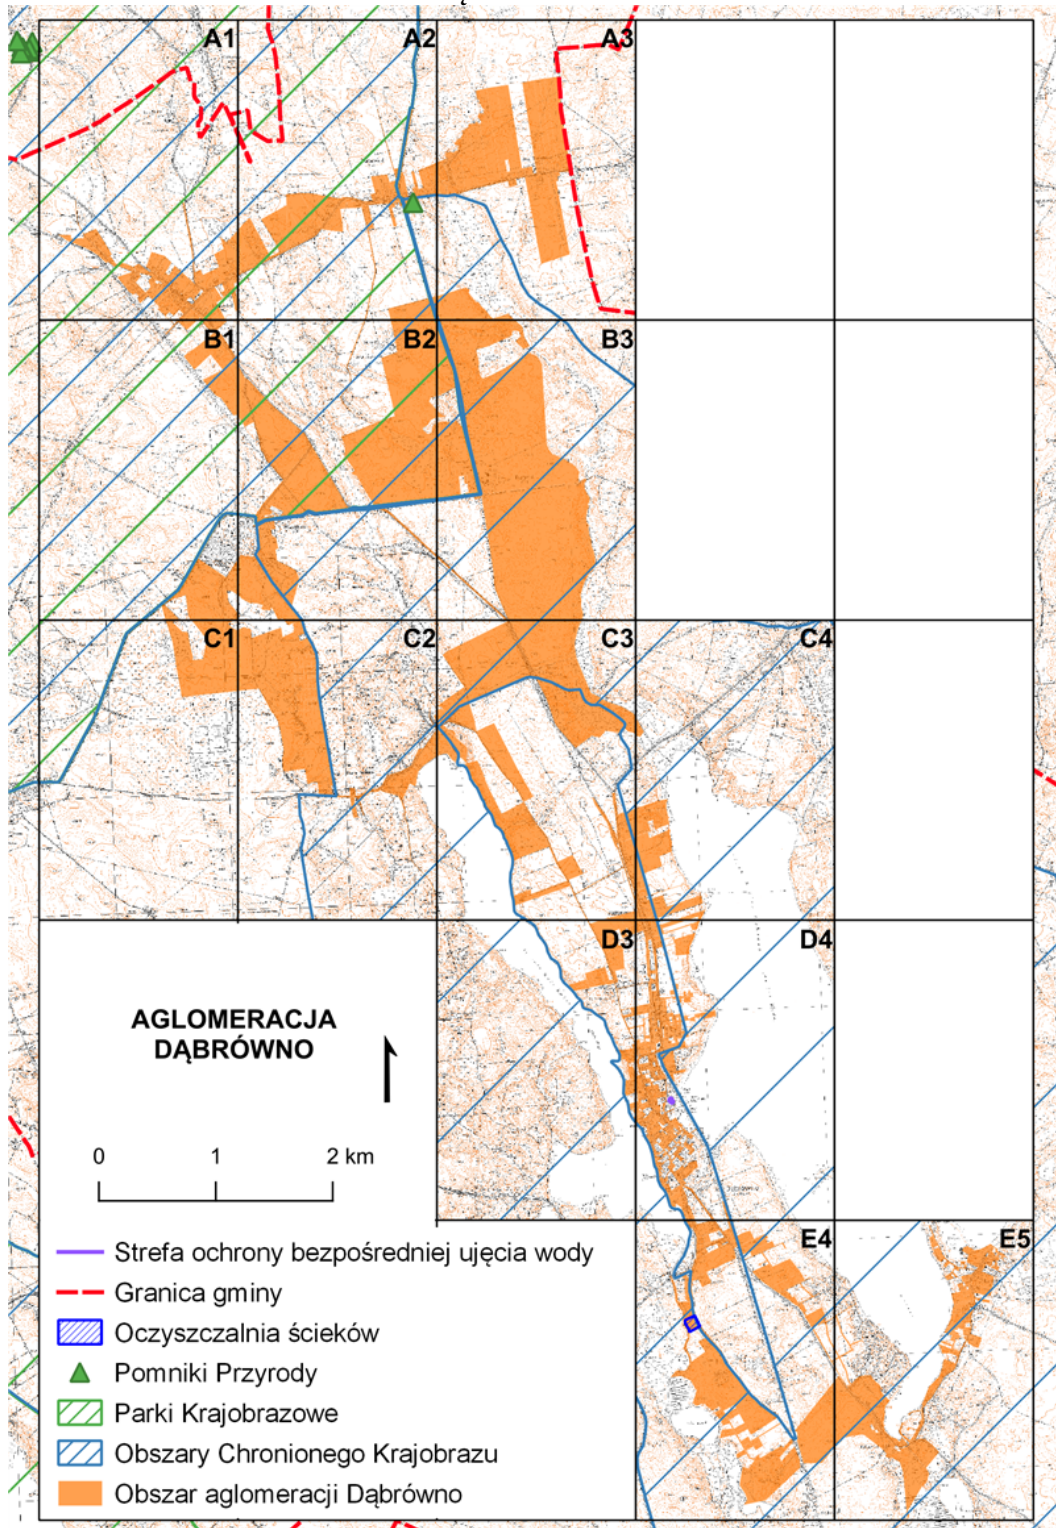 A1 A2 A3
B1 B2 B3
C1 C2 C3 C4
D3 D4
AGLOMERACJA
DĄBRÓWNO
0 1 2 km
E4 E5
Strefa ochrony bezpośredniej ujęcia wody
Granica gminy
Oczyszczalnia ścieków
Pomniki Przyrody
Parki Krajobrazowe
Obszary Chronionego Krajobrazu
Obszar aglomeracji Dąbrówno